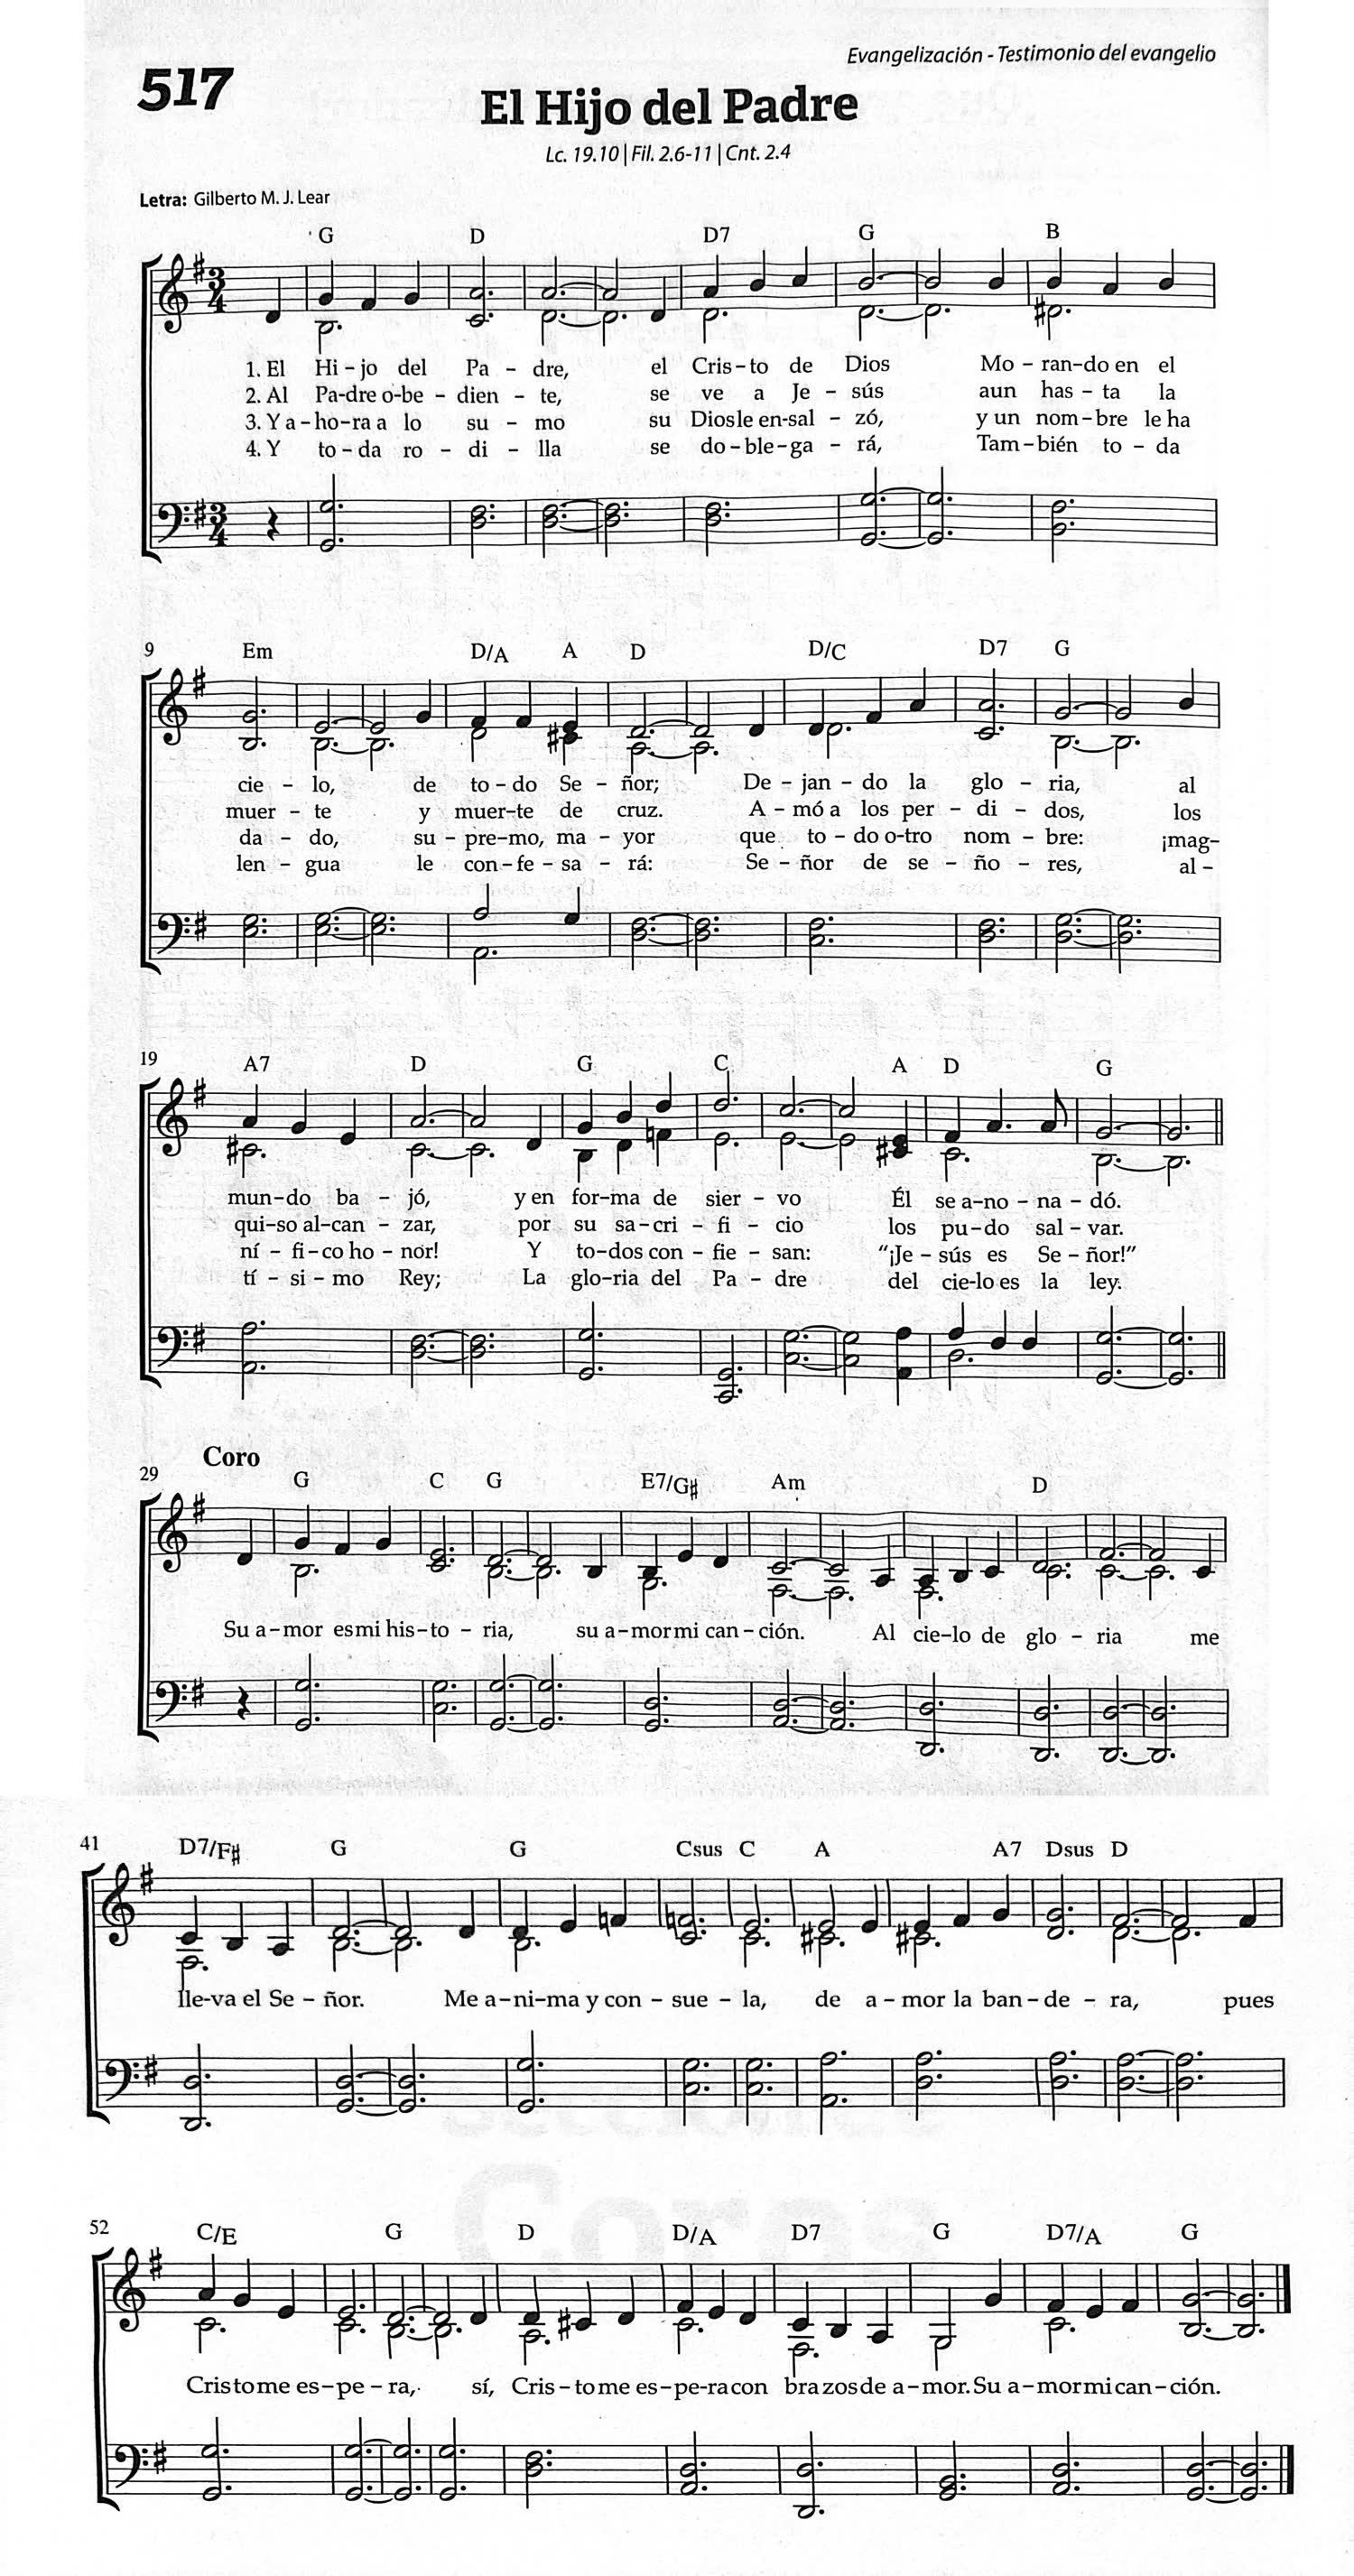 Evangelización - Testimonio del evangelio
517
El Hijo del Padre
Lc. 19.10 | Fil. 2.6-11 | Cnt. 2.4
Letra: Gilberto M. J. Lear
G D D7 G B
1. El Hi – jo del Pa – dre, el Cris – to de Dios Mo – ran – do en el
2. Al Pa-dre o-be – dien – te, se ve a Je – sús aun has – ta la
3. Y a – ho – ra a lo su – mo su Dios le en-sal – zó, y un nom – bre le ha
4. Y to – da ro – di – lla se do – ble – ga – rá, Tam – bién to – da
9 Em D/A A D D/C D7 G
cie – lo, de to – do Se – ñor; De – jan – do la glo – ria, al
muer – te y muer – te de cruz. A – mó a los per – di – dos, los
da – do, su – pre – mo, ma – yor que to – do o-tro nom – bre: ¡mag–
len – gua le con – fe – sa – rá: Se – ñor de se – ño – res, al –
19 A7 D G C A D G
mun – do ba – jó, y en for – ma de sier – vo Él se a – no – na – dó.
qui – so al – can – zar, por su sa – cri – fi – cio los pu – do sal – var.
ní – fi – co ho – nor! Y to – dos con – fie – san: “¡Je – sús es Se – ñor!”
tí – si – mo Rey; La glo – ria del Pa – dre del cie – lo es la ley.
Coro
29 G C G E7/G# Am D
Su a – mor es mi his – to – ria, su a – mor mi can – ción. Al cie – lo de glo – ria me
41 D7/F# G G Csus C A A7 Dsus D
lle-va el Se – ñor. Me a – ni – ma y con – sue – la, de a – mor la ban – de – ra, pues
52 C/E G D D/A D7 G D7/A G
Cris to me es – pe – ra, sí, Cris – to me es – pe – ra con bra zos de a – mor. Su a – mor mi can – ción.